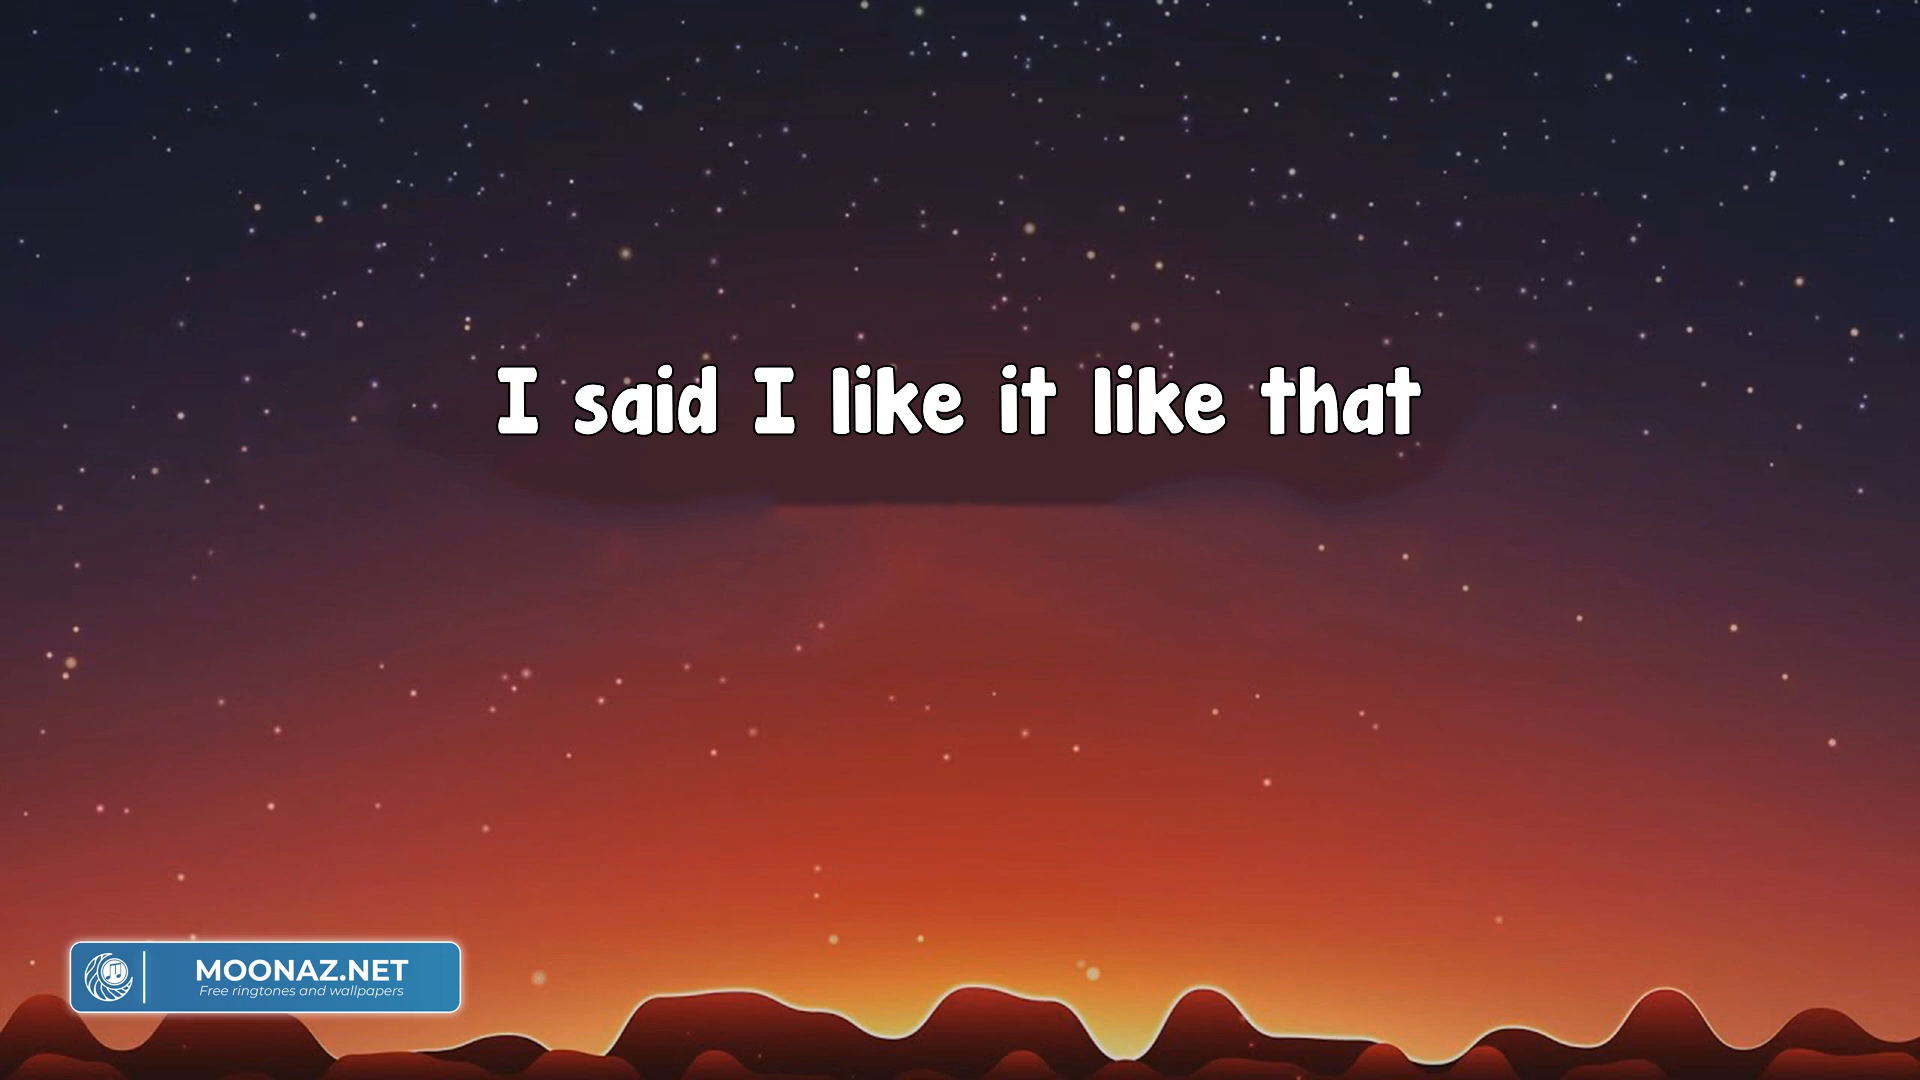 I said I like it like that
MOONAZ.NET
Free ringtones and wallpapers